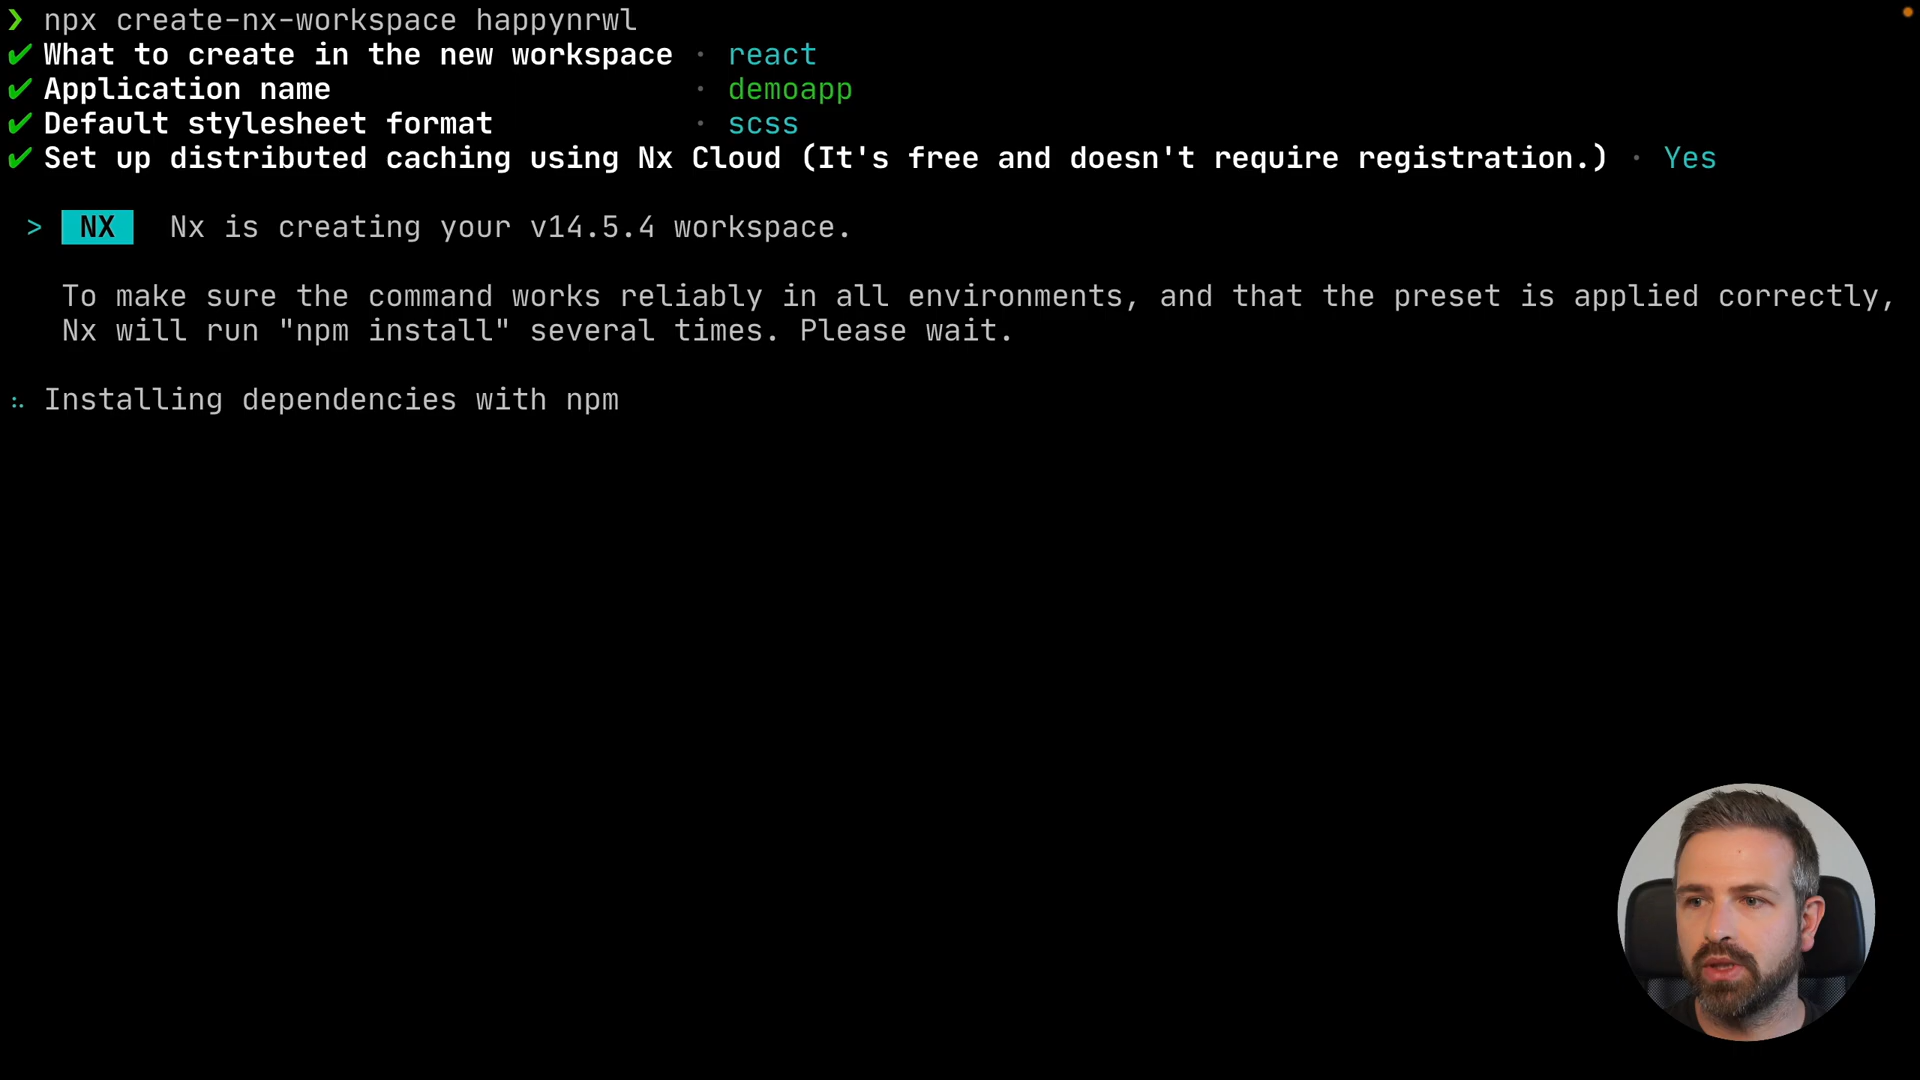 ❯ npx create-nx-workspace happynrwl
✔ What to create in the new workspace · react
✔ Application name · demoapp
✔ Default stylesheet format · scss
✔ Set up distributed caching using Nx Cloud (It's free and doesn't require registration.) · Yes
> NX Nx is creating your v14.5.4 workspace.
To make sure the command works reliably in all environments, and that the preset is applied correctly,
Nx will run "npm install" several times. Please wait.
Installing dependencies with npm